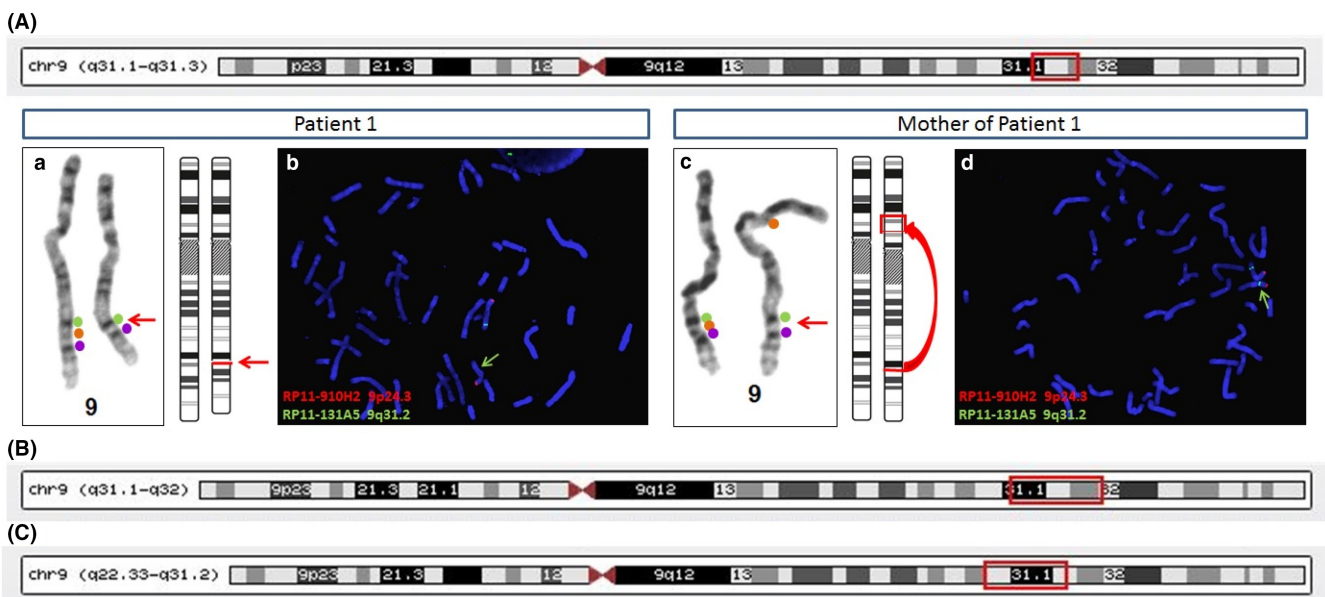 (A)
chr9 (q31.1-q31.3) p23 21.3 12 9q12 13 31.1 32
Patient 1
Mother of Patient 1
a
b
c
d
9
9
RP11-910H2 9p24.3
RP11-131A5 9q31.2
RP11-910H2 9p24.3
RP11-131A5 9q31.2
(B)
chr9 (q31.1-q32) 9p23 21.3 21.1 12 9q12 13 31.1 32
(C)
chr9 (q22.33-q31.2) 9p23 21.3 12 9q12 13 31.1 32